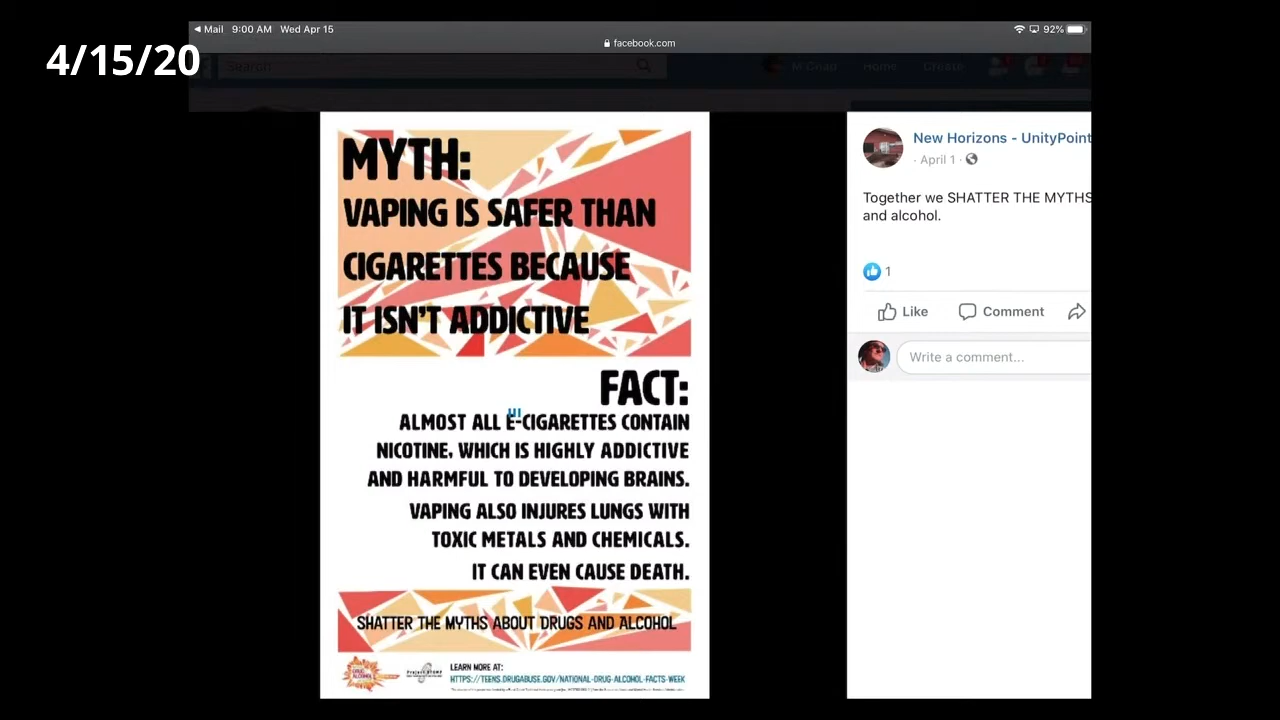 4/15/20
Mail 9:00 AM Wed Apr 15
92%
facebook.com
Search
Home
Create
MYTH:
VAPING IS SAFER THAN
CIGARETTES BECAUSE
IT ISN'T ADDICTIVE
FACT:
ALMOST ALL E-CIGARETTES CONTAIN
NICOTINE, WHICH IS HIGHLY ADDICTIVE
AND HARMFUL TO DEVELOPING BRAINS.
VAPING ALSO INJURES LUNGS WITH
TOXIC METALS AND CHEMICALS.
IT CAN EVEN CAUSE DEATH.
SHATTER THE MYTHS ABOUT DRUGS AND ALCOHOL
LEARN MORE AT:
HTTPS://TEENS.DRUGABUSE.GOV/NATIONAL-DRUG-ALCOHOL-FACTS-WEEK
New Horizons - UnityPoint
· April 1 ·
Together we SHATTER THE MYTHS
and alcohol.
1
Like
Comment
Write a comment...